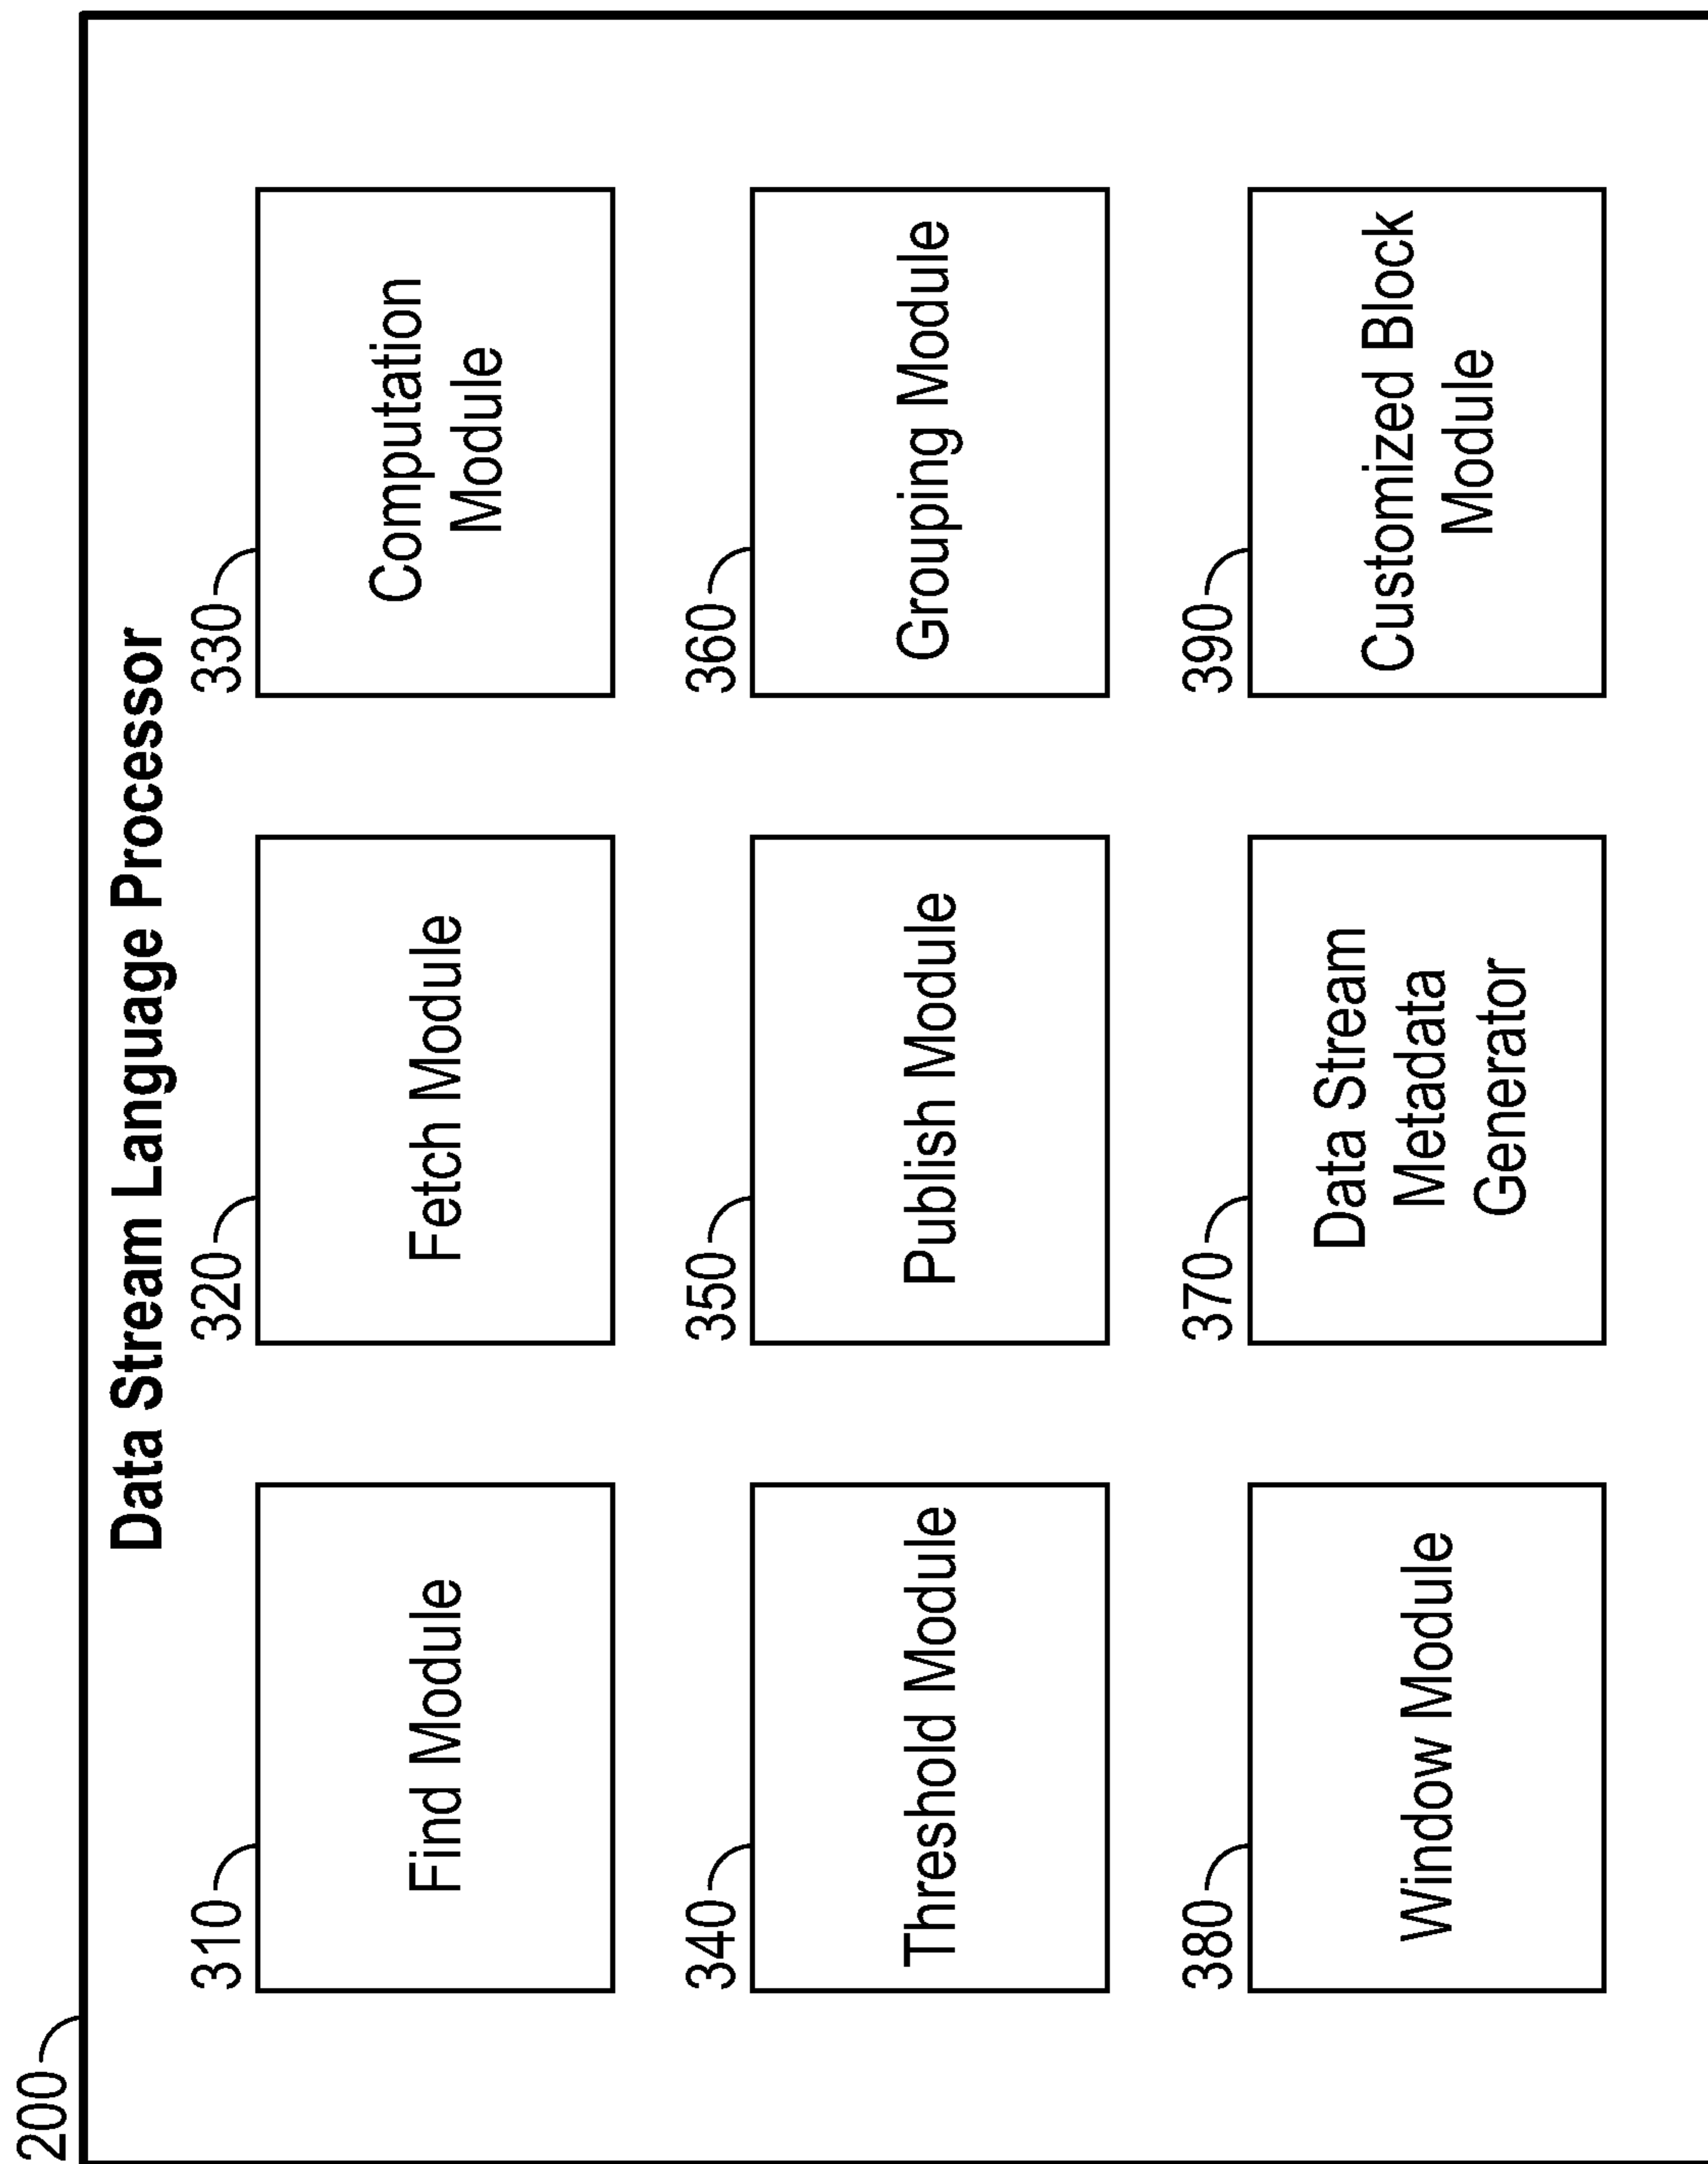 200
Data Stream Language Processor
310
Find Module
320
Fetch Module
330
Computation
Module
340
Threshold Module
350
Publish Module
360
Grouping Module
380
Window Module
370
Data Stream
Metadata
Generator
390
Customized Block
Module